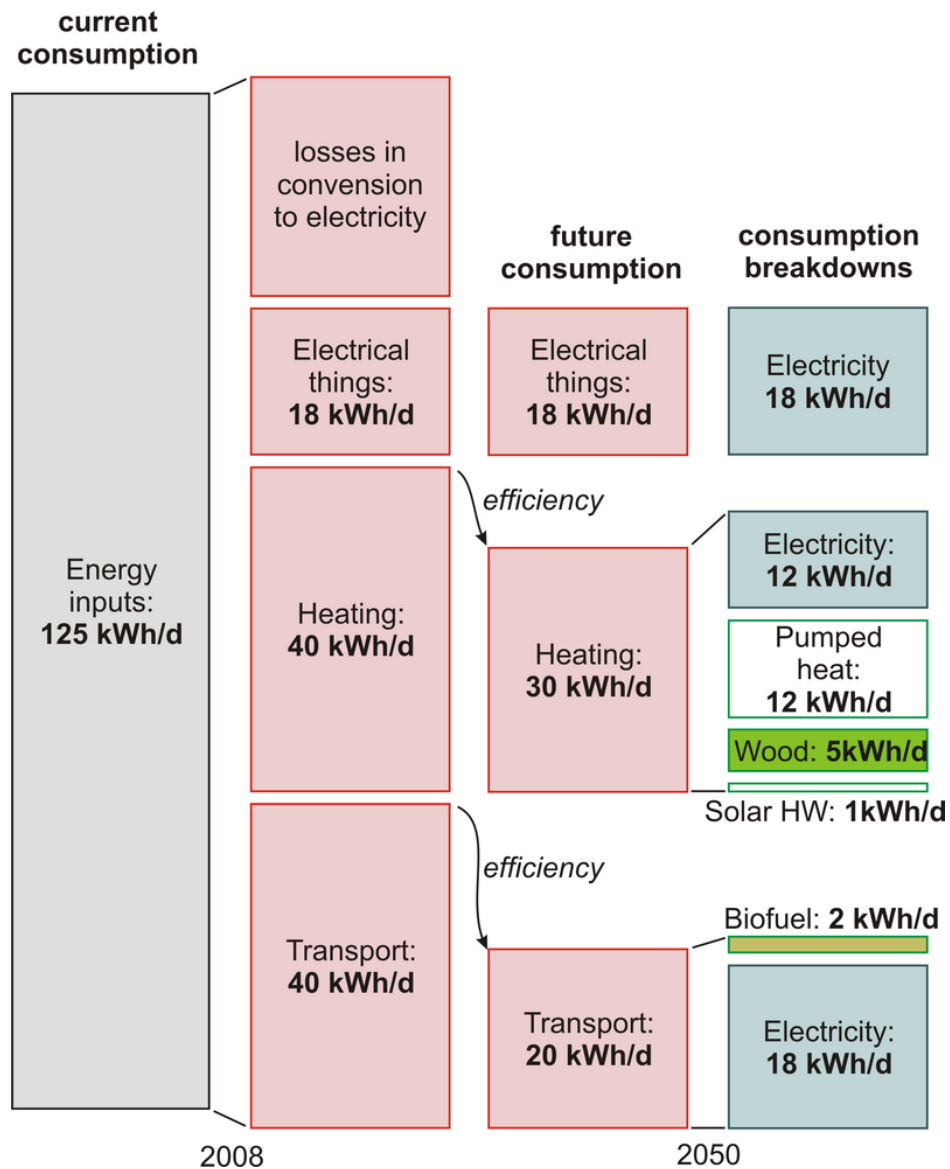 current
consumption
Energy
inputs:
125 kWh/d
losses in
convension
to electricity
Electrical
things:
18 kWh/d
Heating:
40 kWh/d
Transport:
40 kWh/d
2008
future
consumption
Electrical
things:
18 kWh/d
efficiency
Heating:
30 kWh/d
efficiency
Transport:
20 kWh/d
consumption
breakdowns
Electricity
18 kWh/d
Electricity:
12 kWh/d
Pumped
heat:
12 kWh/d
Wood: 5kWh/d
Solar HW: 1kWh/d
Biofuel: 2 kWh/d
Electricity:
18 kWh/d
2050